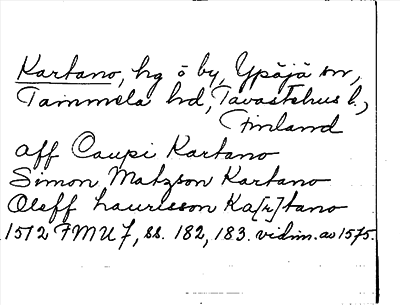 Kartano, hg o by, Ypäjä sn,
Tammela hd, Tavastehus l.,
Finland
aff Caupi Kartano
Simon Matzson Kartano
Oleff Laurisson Ka[r]tano
1512 FMU 7, ss. 182, 183. vidim. av 1575.